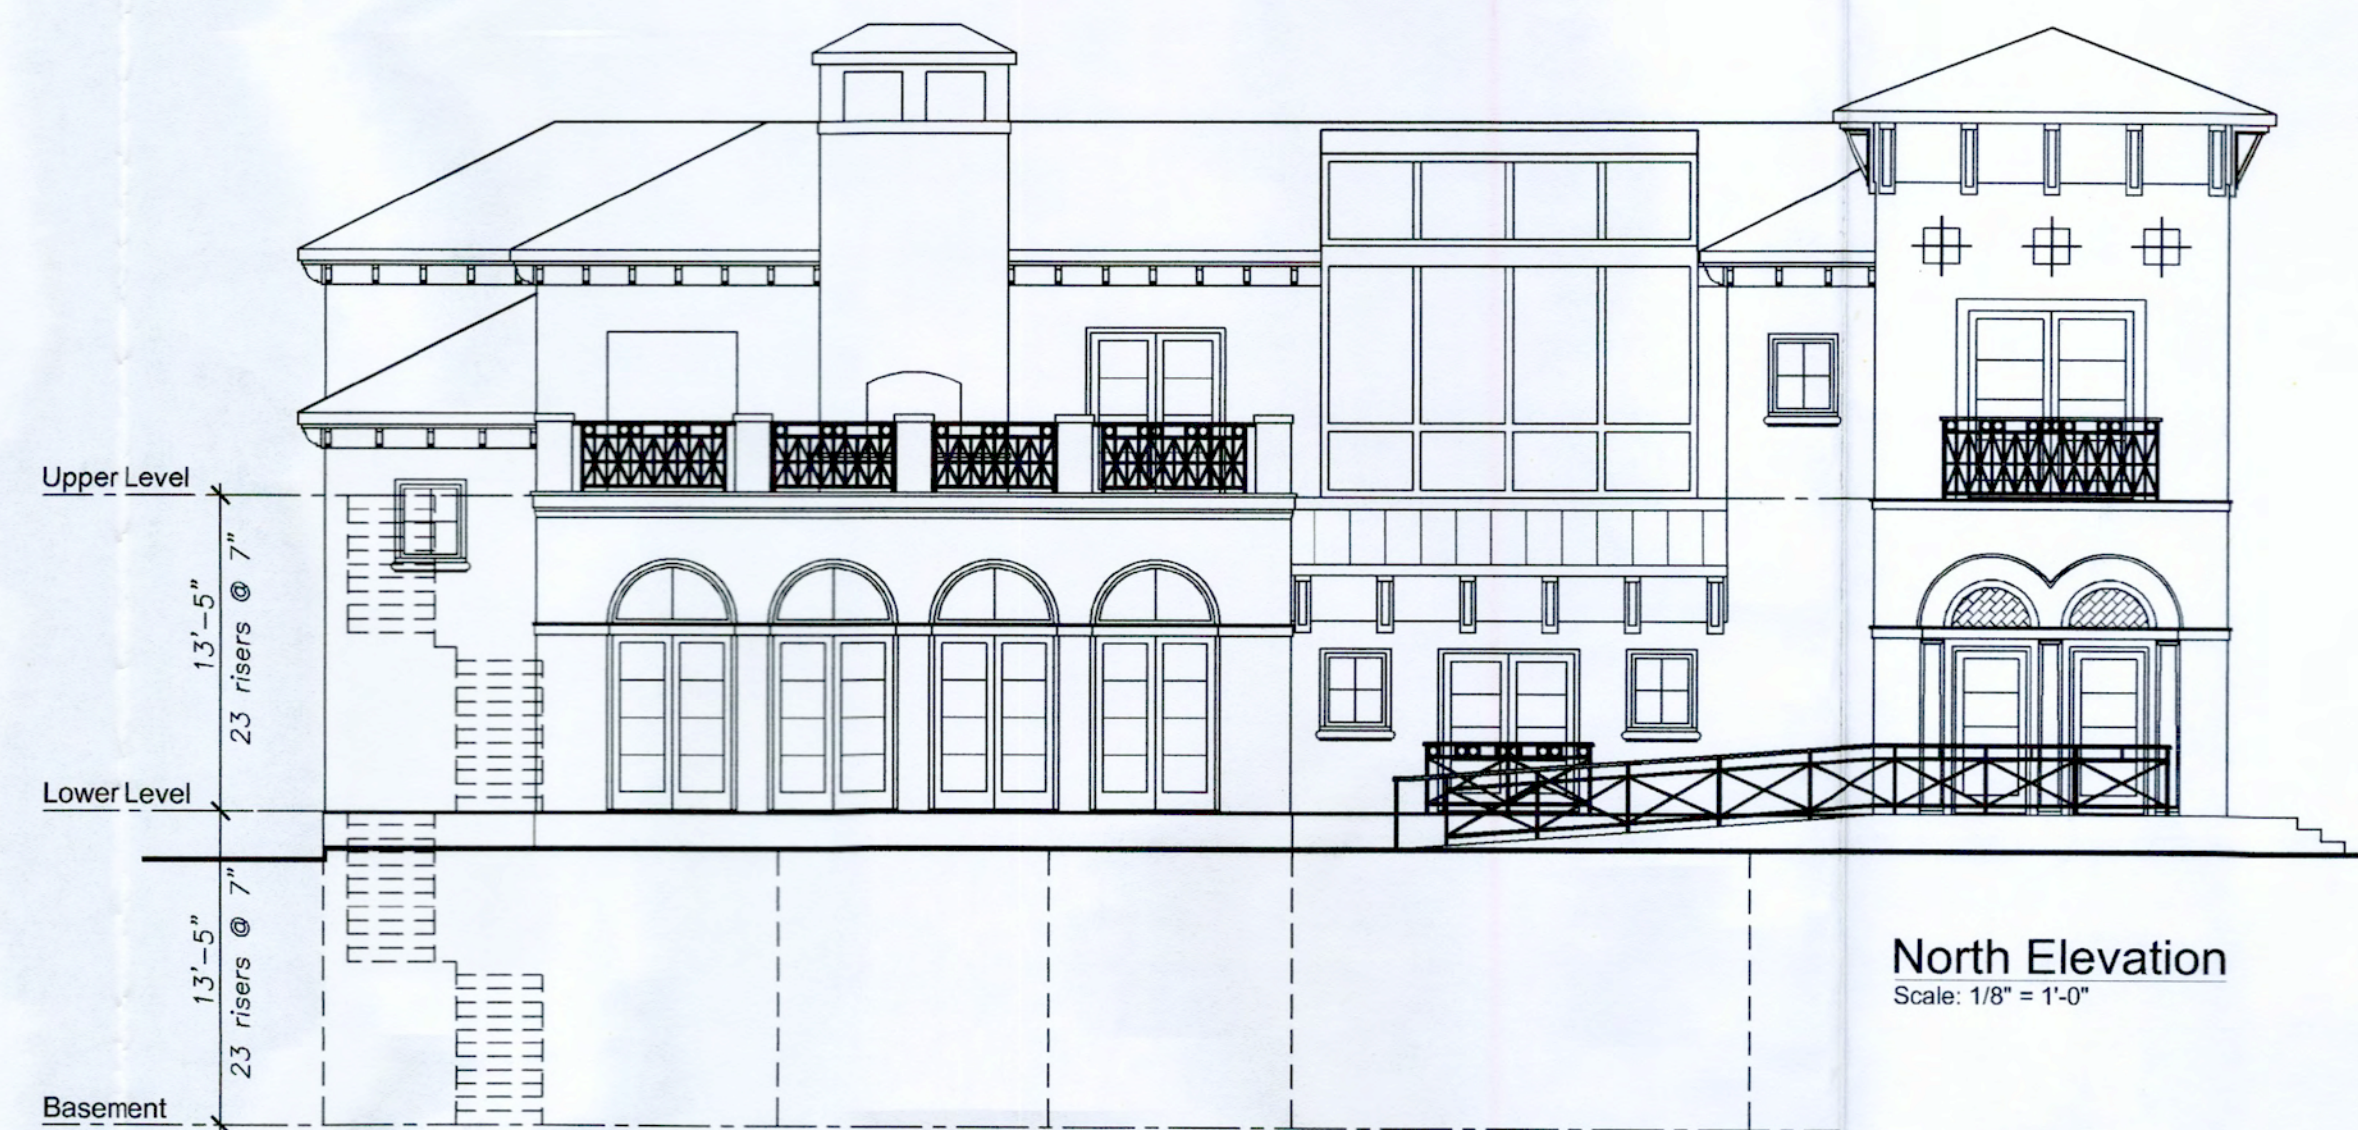 Upper Level
13'-5"
23 risers @ 7"
Lower Level
13'-5"
23 risers @ 7"
Basement
North Elevation
Scale: 1/8" = 1'-0"